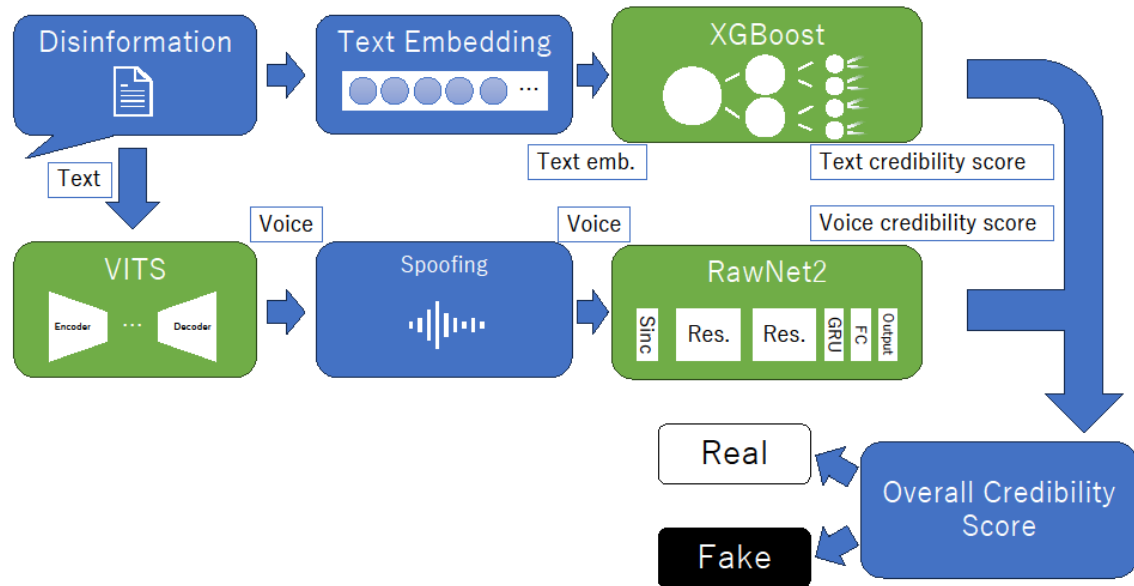 Disinformation
Text Embedding
...
XGBoost
Text
Text emb.
Text credibility score
Voice
Voice
Voice credibility score
VITS
Encoder
...
Decoder
Spoofing
RawNet2
Sinc
Res.
Res.
GRU
FC
Output
Real
Fake
Overall Credibility
Score